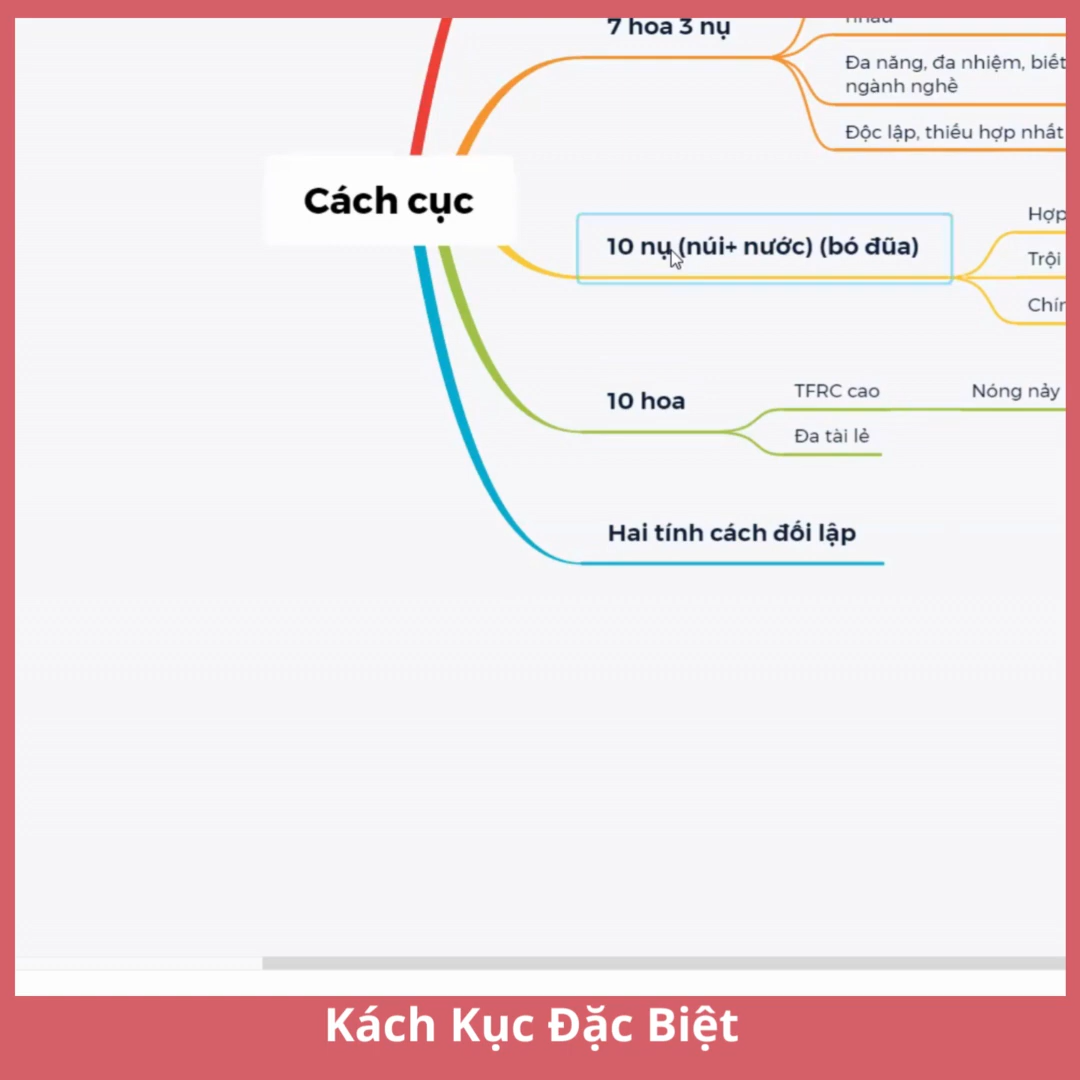 7 hoa 3 nụ
nhau
Đa năng, đa nhiệm, biết
ngành nghề
Độc lập, thiếu hợp nhất
Cách cục
10 nụ (núi+ nước) (bó đũa)
Hợp
Trội
10 hoa
TFRC cao
Nóng nảy
Đa tài lẻ
Hai tính cách đối lập
Kách Kục Đặc Biệt